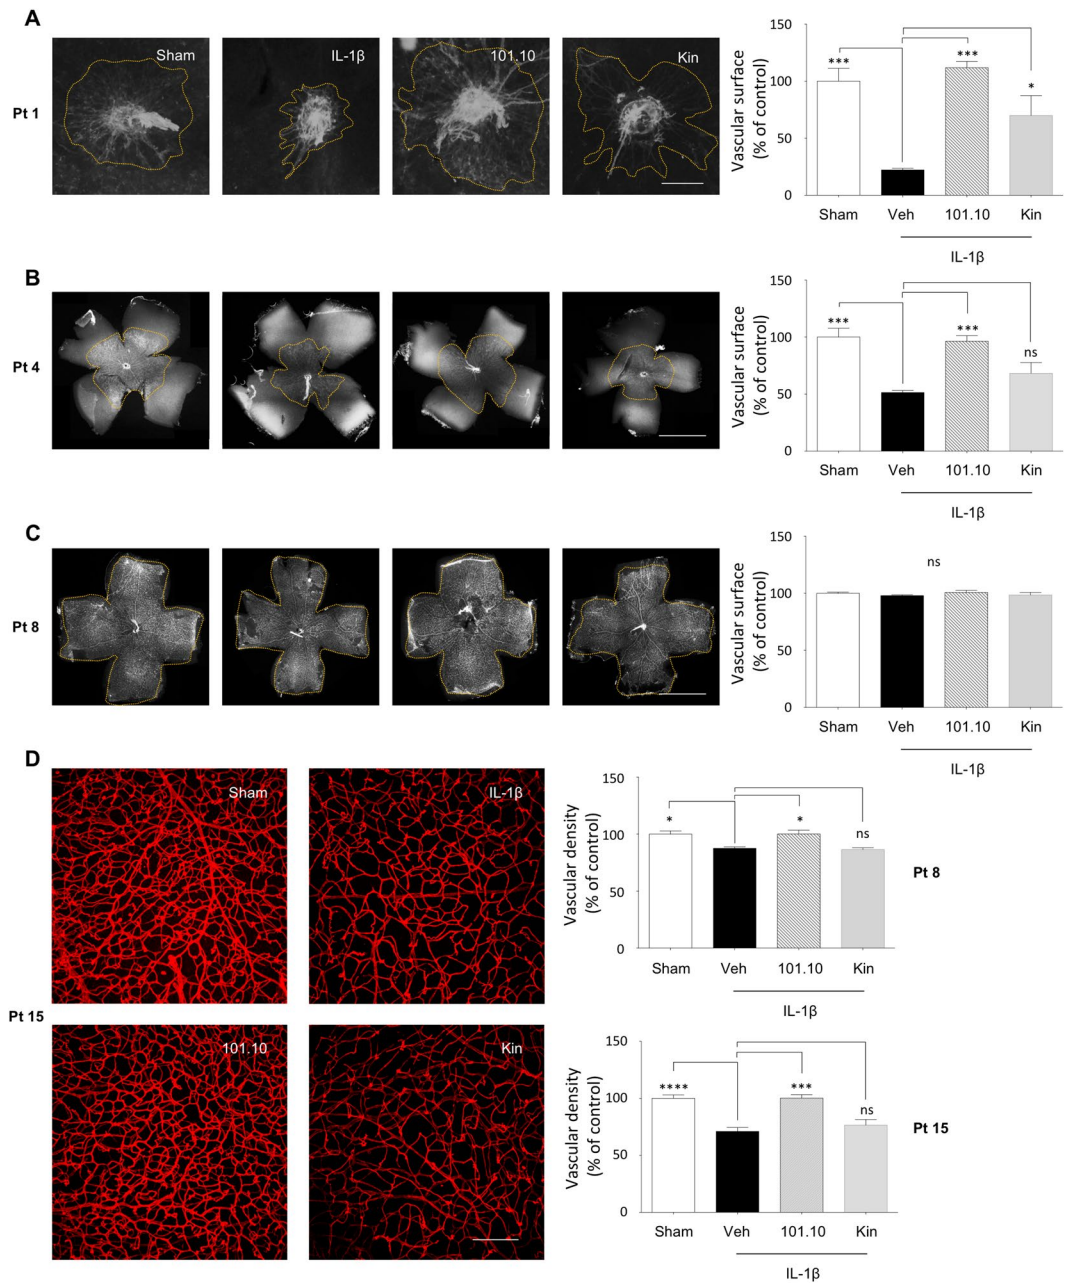 A
Pt 1
Sham
IL-1β
101.10
Kin
Vascular surface
(% of control)
150
100
50
0
***
***
*
Sham
Veh
101.10
Kin
IL-1β
B
Pt 4
Vascular surface
(% of control)
150
100
50
0
***
***
ns
Sham
Veh
101.10
Kin
IL-1β
C
Pt 8
Vascular surface
(% of control)
150
100
50
0
ns
Sham
Veh
101.10
Kin
IL-1β
D
Pt 15
Sham
IL-1β
101.10
Kin
Vascular density
(% of control)
150
100
50
0
*
*
ns
Sham
Veh
101.10
Kin
IL-1β
Pt 8
Vascular density
(% of control)
150
100
50
0
****
***
ns
Sham
Veh
101.10
Kin
IL-1β
Pt 15